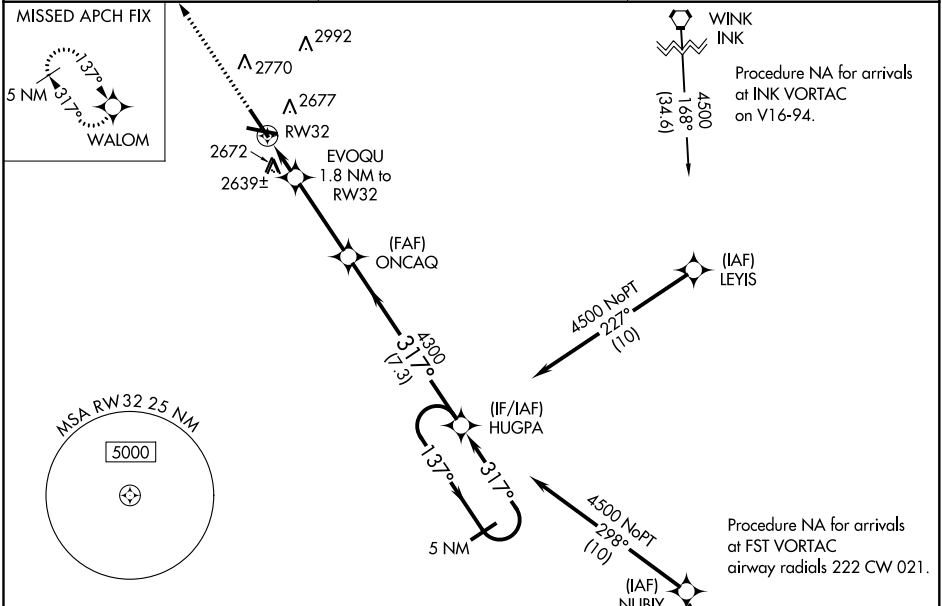 MISSED APCH FIX
137°
5 NM
317°
WALOM
2992
2770
2677
RW32
2672
2639±
EVOQU
1.8 NM to
RW32
WINK
INK
4500
168°
(34.6)
Procedure NA for arrivals
at INK VORTAC
on V16-94.
(FAF)
ONCAQ
(IAF)
LEYIS
4500 NoPT
227°
(10)
4300
317°
(7.3)
(IF/IAF)
HUGPA
137°
317°
5 NM
MSA RW32 25 NM
5000
4500 NoPT
298°
(10)
Procedure NA for arrivals
at FST VORTAC
airway radials 222 CW 021.
(IAF)